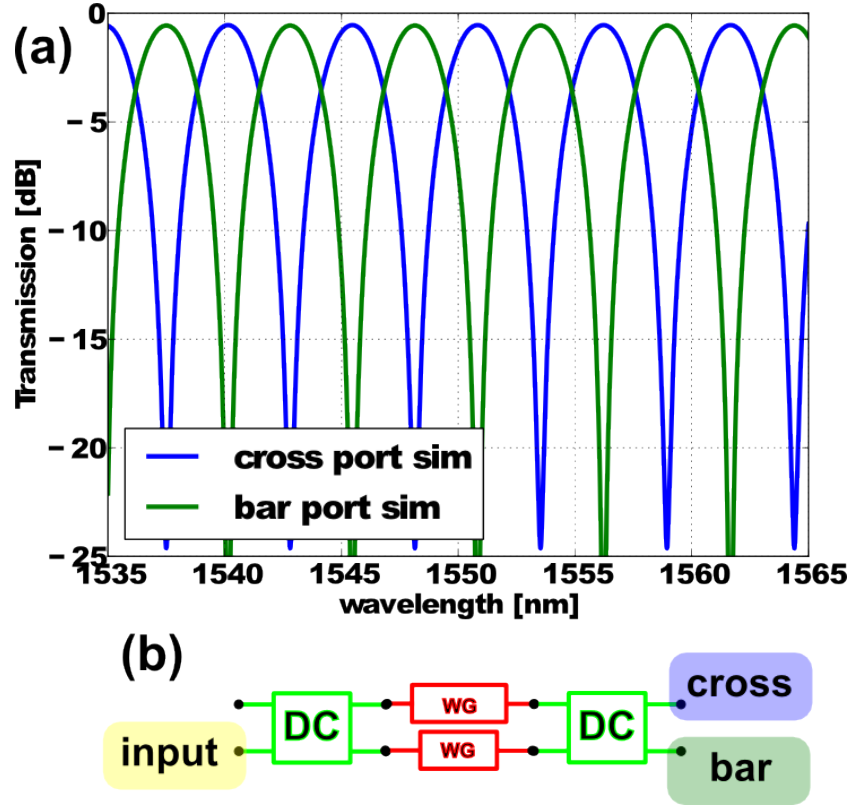 (a)
0
−5
−10
−15
−20
−25
Transmission [dB]
cross port sim
bar port sim
1535 1540 1545 1550 1555 1560 1565
wavelength [nm]
(b)
cross
DC WG DC
input WG
bar